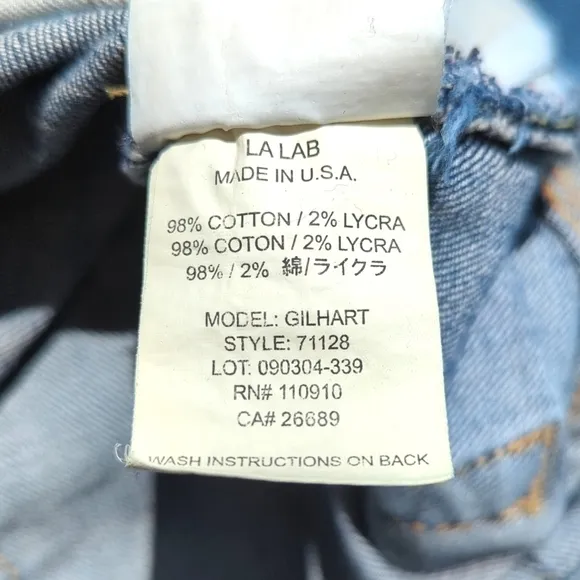 LA LAB
MADE IN U.S.A.
98% COTTON / 2% LYCRA
98% COTON / 2% LYCRA
98% / 2% 綿/ライクラ
MODEL: GILHART
STYLE: 71128
LOT: 090304-339
RN# 110910
CA# 26689
WASH INSTRUCTIONS ON BACK